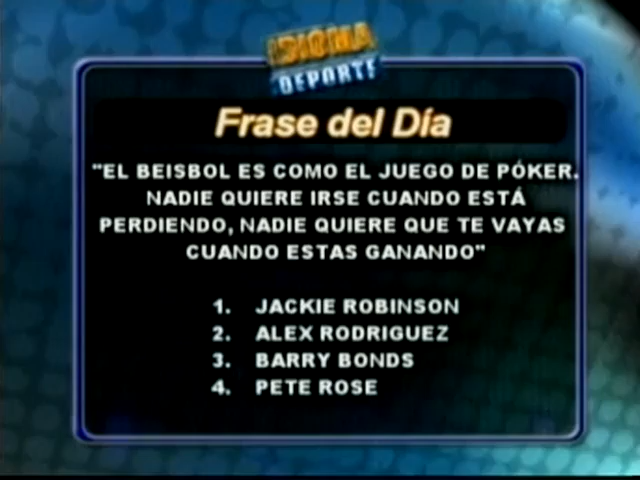 IDIOMA
DEPORTE
Frase del Día
"EL BEISBOL ES COMO EL JUEGO DE PÓKER.
NADIE QUIERE IRSE CUANDO ESTÁ
PERDIENDO, NADIE QUIERE QUE TE VAYAS
CUANDO ESTAS GANANDO"
1. JACKIE ROBINSON
2. ALEX RODRIGUEZ
3. BARRY BONDS
4. PETE ROSE